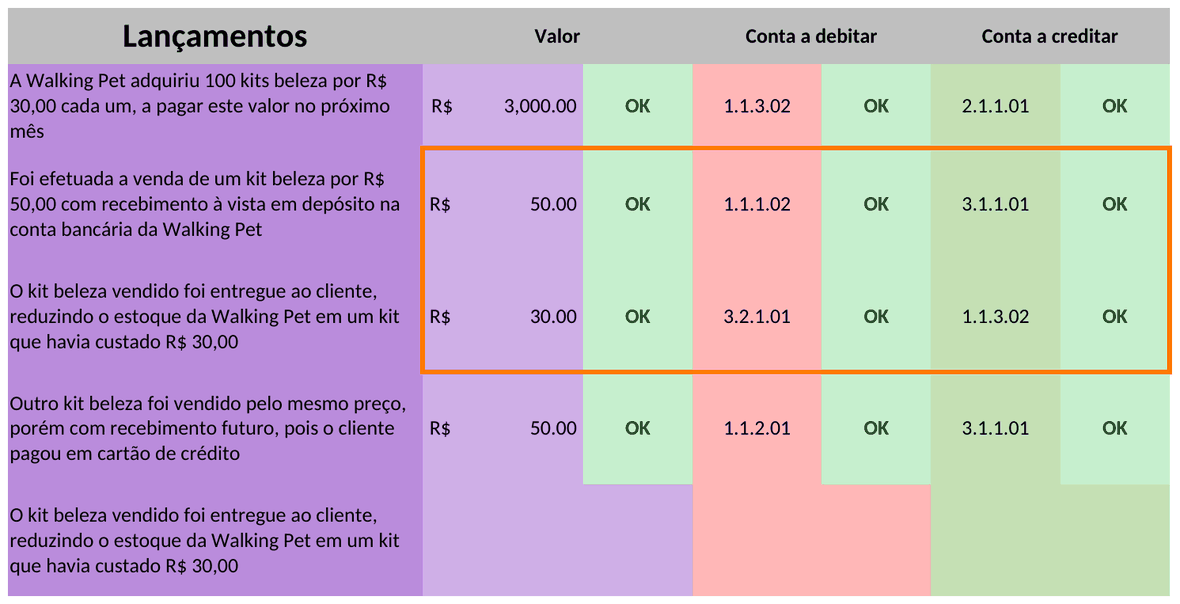 Lançamentos Valor Conta a debitar Conta a creditar
A Walking Pet adquiriu 100 kits beleza por R$
30,00 cada um, a pagar este valor no próximo
mês
R$ 3,000.00 OK 1.1.3.02 OK 2.1.1.01 OK
Foi efetuada a venda de um kit beleza por R$
50,00 com recebimento à vista em depósito na
conta bancária da Walking Pet
R$ 50.00 OK 1.1.1.02 OK 3.1.1.01 OK
O kit beleza vendido foi entregue ao cliente,
reduzindo o estoque da Walking Pet em um kit
que havia custado R$ 30,00
R$ 30.00 OK 3.2.1.01 OK 1.1.3.02 OK
Outro kit beleza foi vendido pelo mesmo preço,
porém com recebimento futuro, pois o cliente
pagou em cartão de crédito
R$ 50.00 OK 1.1.2.01 OK 3.1.1.01 OK
O kit beleza vendido foi entregue ao cliente,
reduzindo o estoque da Walking Pet em um kit
que havia custado R$ 30,00